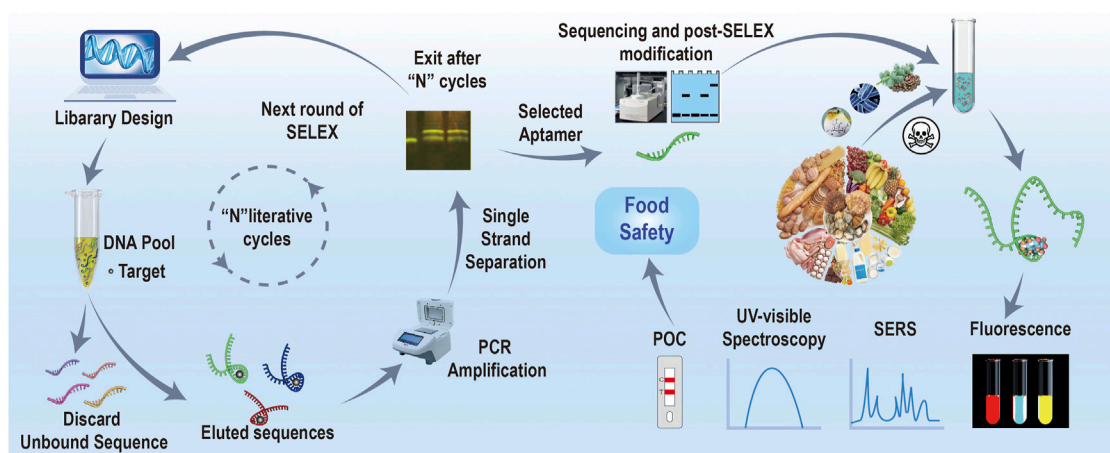 Libarary Design
Next round of
SELEX
Exit after
“N” cycles
Selected
Aptamer
Sequencing and post-SELEX
modification
DNA Pool
Target
“N”literative
cycles
Single
Strand
Separation
PCR
Amplification
Discard
Unbound Sequence
Eluted sequences
Food
Safety
POC
C
T
UV-visible
Spectroscopy
SERS
Fluorescence